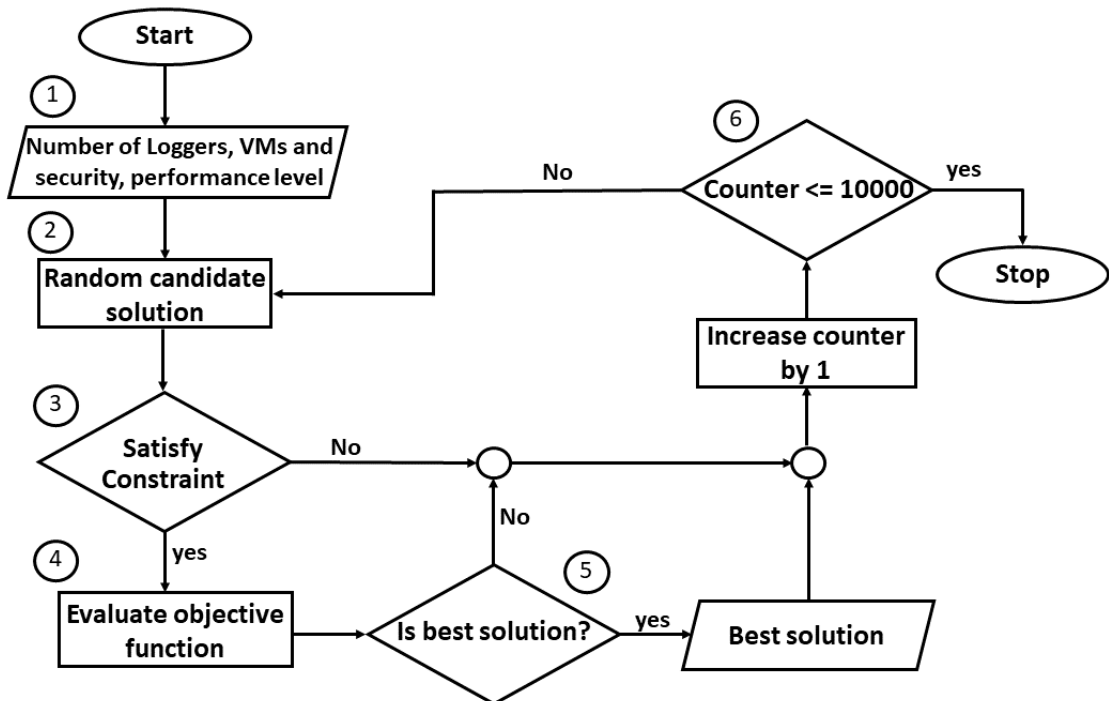 Start
1
Number of Loggers, VMs and
security, performance level
2
Random candidate
solution
3
Satisfy
Constraint
No
yes
4
Evaluate objective
function
Is best solution?
5
No
yes
Best solution
Increase counter
by 1
6
Counter <= 10000
No
yes
Stop